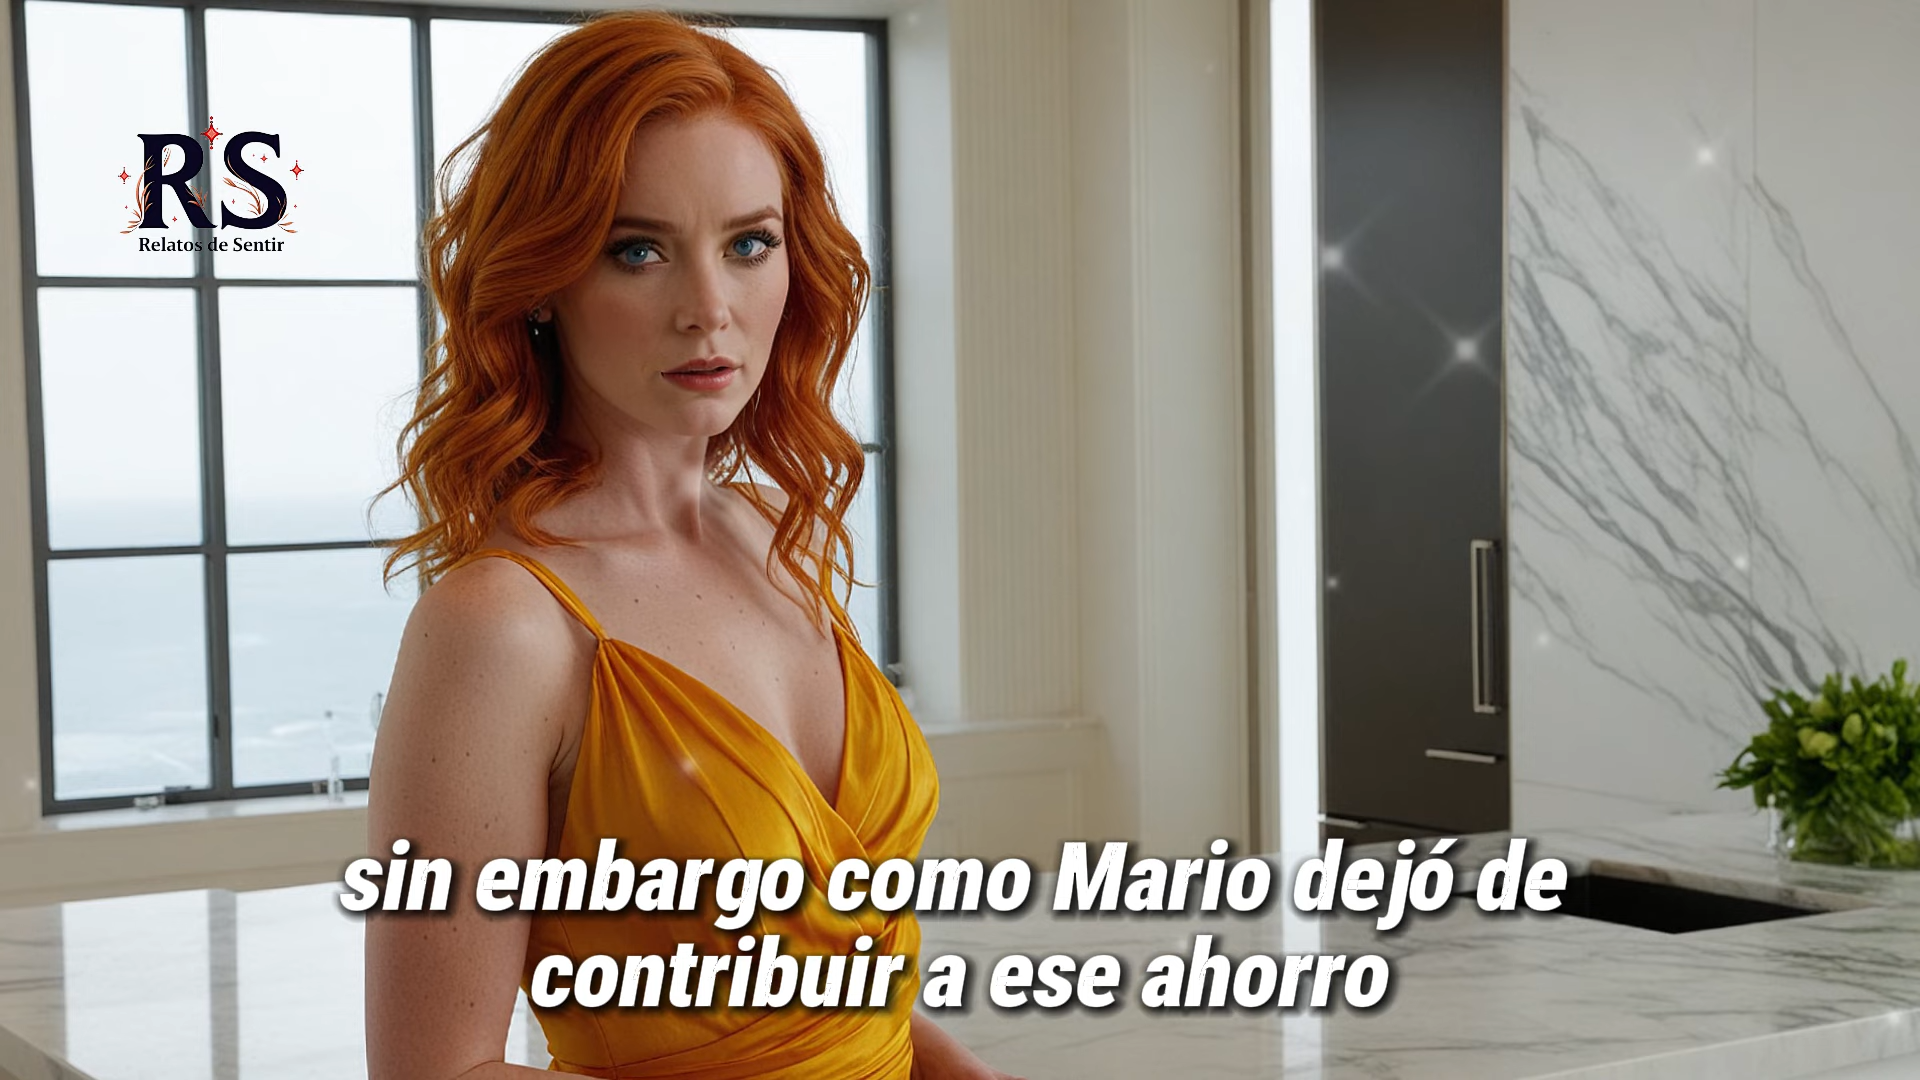 RS
Relatos de Sentir
sin embargo como Mario dejó de
contribuir a ese ahorro